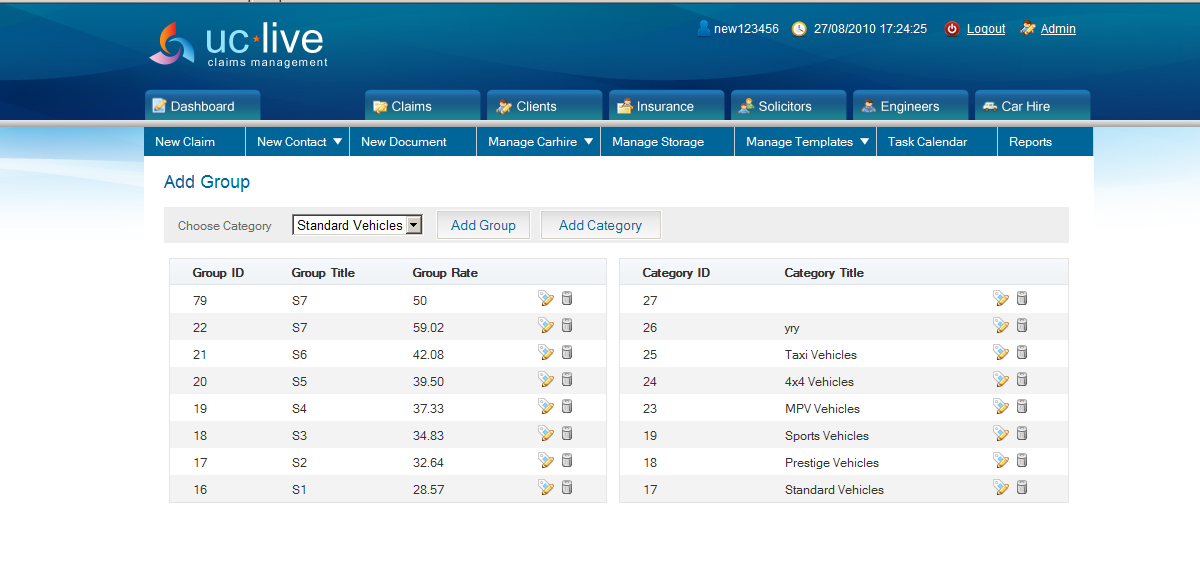 uc live
claims management
new123456 27/08/2010 17:24:25 Logout Admin
Dashboard Claims Clients Insurance Solicitors Engineers Car Hire
New Claim New Contact New Document Manage Carhire Manage Storage Manage Templates Task Calendar Reports
Add Group
Choose Category Standard Vehicles Add Group Add Category
Group ID Group Title Group Rate Category ID Category Title
79 S7 50 27
22 S7 59.02 26 yry
21 S6 42.08 25 Taxi Vehicles
20 S5 39.50 24 4x4 Vehicles
19 S4 37.33 23 MPV Vehicles
18 S3 34.83 19 Sports Vehicles
17 S2 32.64 18 Prestige Vehicles
16 S1 28.57 17 Standard Vehicles